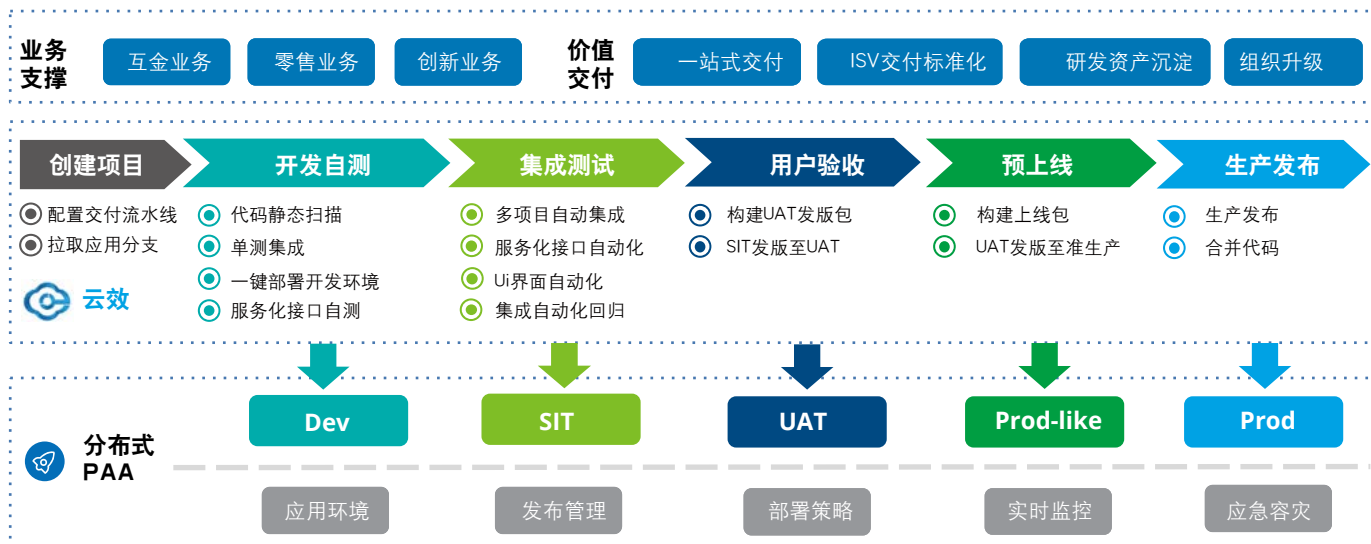 业务
支撑
互金业务
零售业务
创新业务
价值
交付
一站式交付
ISV交付标准化
研发资产沉淀
组织升级
创建项目
开发自测
集成测试
用户验收
预上线
生产发布
配置交付流水线
拉取应用分支
云效
代码静态扫描
单测集成
一键部署开发环境
服务化接口自测
多项目自动集成
服务化接口自动化
Ui界面自动化
集成自动化回归
构建UAT发版包
SIT发版至UAT
构建上线包
UAT发版至准生产
生产发布
合并代码
分布式
PAA
Dev
SIT
UAT
Prod-like
Prod
应用环境
发布管理
部署策略
实时监控
应急容灾